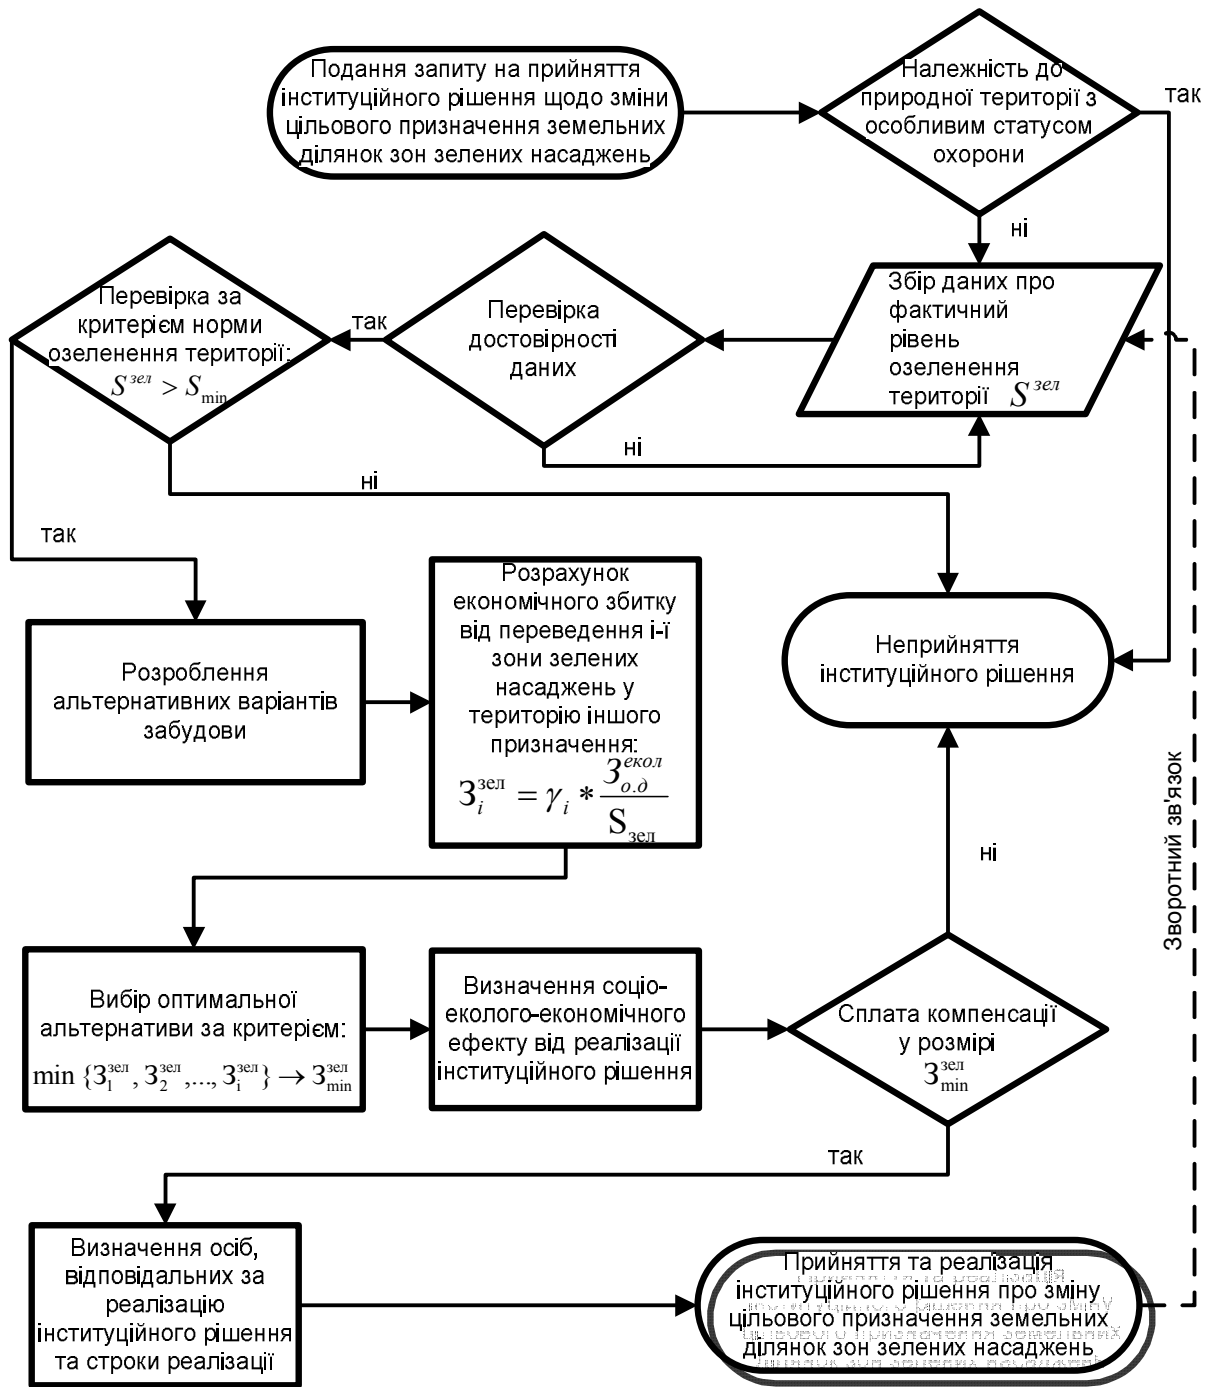 Подання запиту на прийняття
інституційного рішення щодо зміни
цільового призначення земельних
ділянок зон зелених насаджень
Належність до
природної території з
особливим статусом
охорони
так
ні
Збір даних про
фактичний
рівень
озеленення
території S^зел
Перевірка
достовірності
даних
так
ні
Перевірка за
критерієм норми
озеленення території:
S^зел > S_min
ні
так
Розроблення
альтернативних варіантів
забудови
Розрахунок
економічного збитку
від переведення і-ї
зони зелених
насаджень у
територію іншого
призначення:
З_i^зел = γ_i * З_о.д^екол / S_зел
Неприйняття
інституційного рішення
Зворотний зв'язок
ні
Вибір оптимальної
альтернативи за критерієм:
min {З_1^зел, З_2^зел,..., З_i^зел} → З_min^зел
Визначення соціо-
еколого-економічного
ефекту від реалізації
інституційного рішення
Сплата компенсації
у розмірі
З_min^зел
так
Визначення осіб,
відповідальних за
реалізацію
інституційного рішення
та строки реалізації
Прийняття та реалізація
інституційного рішення про зміну
цільового призначення земельних
ділянок зон зелених насаджень